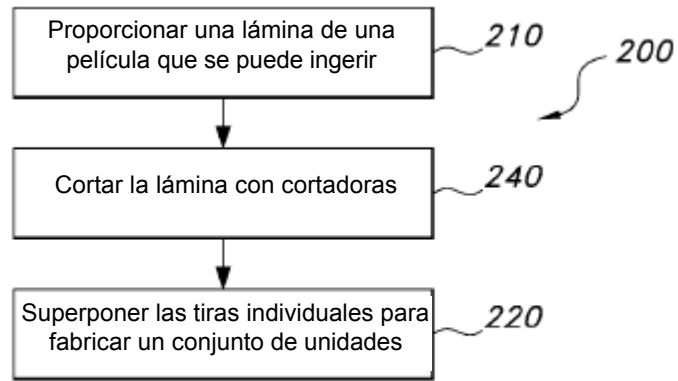 Proporcionar una lámina de una
película que se puede ingerir
210
200
Cortar la lámina con cortadoras
240
Superponer las tiras individuales para
fabricar un conjunto de unidades
220